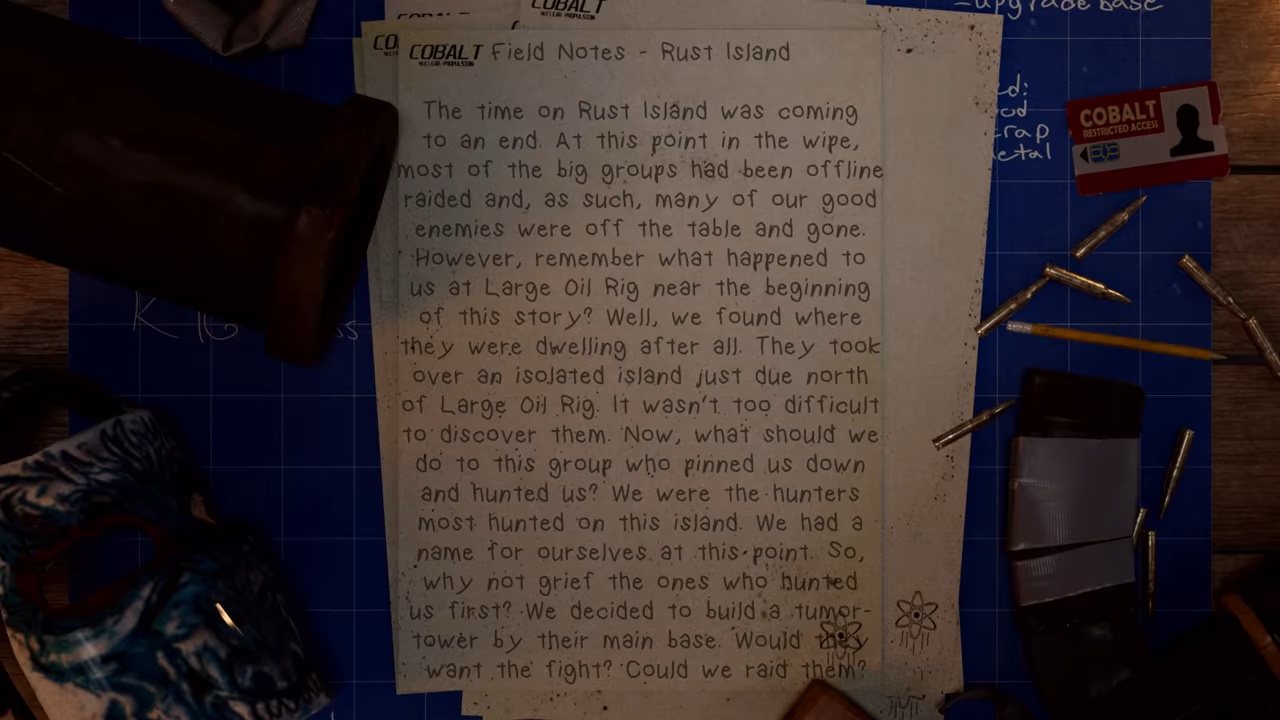 COBALT
COBALT
NUCLEAR PROPULSION
=upgrade base
CO
COBALT Field Notes - Rust Island
NUCLEAR PROPULSION
The time on Rust Island was coming
to an end. At this point in the wipe,
most of the big groups had been offline
raided and, as such, many of our good
enemies were off the table and gone.
However, remember what happened to
us at Large Oil Rig near the beginning
of this story? Well, we found where
they were dwelling after all. They took
over an isolated island just due north
of Large Oil Rig. It wasn't too difficult
to discover them. Now, what should we
do to this group who pinned us down
and hunted us? We were the hunters
most hunted on this island. We had a
name for ourselves at this point. So,
why not grief the ones who hunted
us first? We decided to build a tumor-
tower by their main base. Would they
want the fight? Could we raid them?
COBALT
RESTRICTED ACCESS